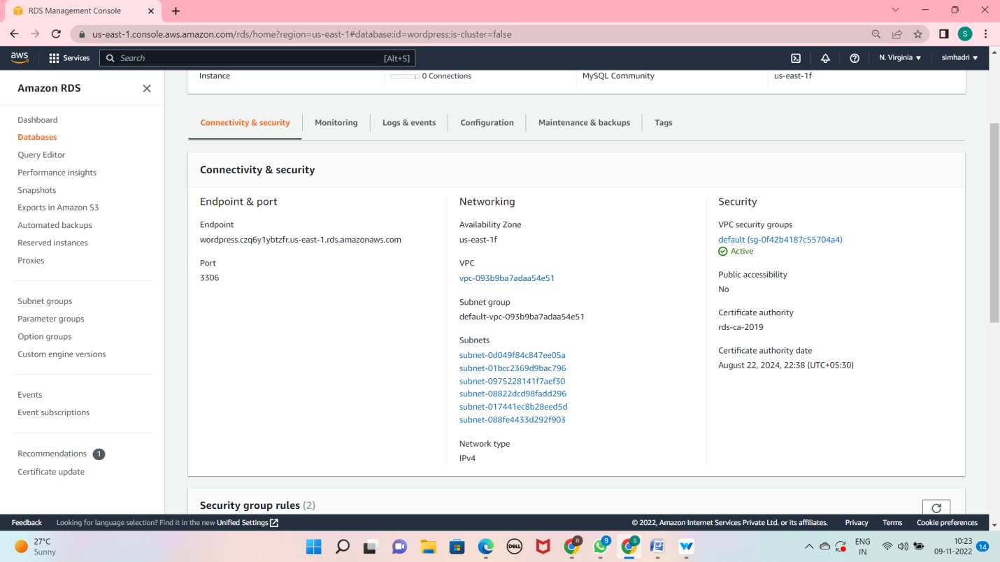 RDS Management Console
us-east-1.console.aws.amazon.com/rds/home?region=us-east-1#database:id=wordpress;is-cluster=false
S
aws
Services
Search
[Alt+S]
N. Virginia
simhadri
Amazon RDS
Dashboard
Databases
Query Editor
Performance insights
Snapshots
Exports in Amazon S3
Automated backups
Reserved instances
Proxies
Subnet groups
Parameter groups
Option groups
Custom engine versions
Events
Event subscriptions
Recommendations 1
Certificate update
Instance
0 Connections
MySQL Community
us-east-1f
Connectivity & security
Monitoring
Logs & events
Configuration
Maintenance & backups
Tags
Connectivity & security
Endpoint & port
Endpoint
wordpress.czq6y1ybtzfr.us-east-1.rds.amazonaws.com
Port
3306
Networking
Availability Zone
us-east-1f
VPC
vpc-093b9ba7adaa54e51
Subnet group
default-vpc-093b9ba7adaa54e51
Subnets
subnet-0d049f84c847ee05a
subnet-01bcc2369d9bac796
subnet-0975228141f7aef30
subnet-08822dcd98fadd296
subnet-017441ec8b28eed5d
subnet-088fe4433d292f903
Network type
IPv4
Security
VPC security groups
default (sg-0f42b4187c55704a4)
Active
Public accessibility
No
Certificate authority
rds-ca-2019
Certificate authority date
August 22, 2024, 22:38 (UTC+05:30)
Security group rules (2)
Feedback
Looking for language selection? Find it in the new Unified Settings
© 2022, Amazon Internet Services Private Ltd. or its affiliates.
Privacy
Terms
Cookie preferences
27°C
Sunny
DELL
R
9
S
W
ENG
IN
10:23
09-11-2022
14